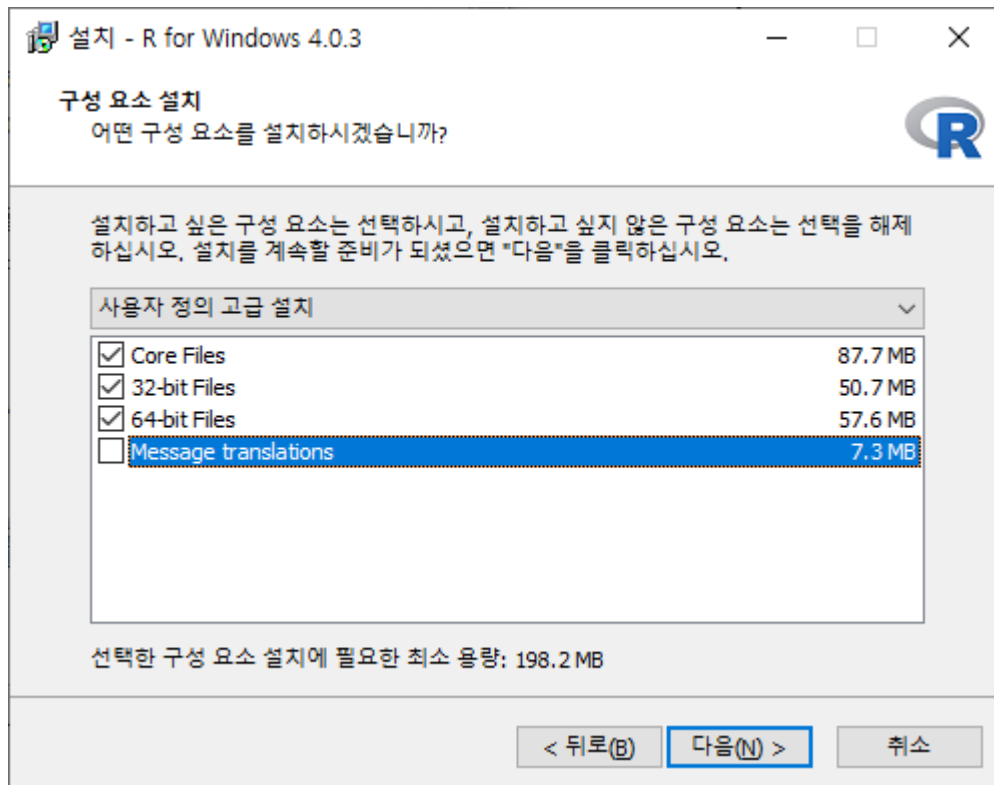 설치 - R for Windows 4.0.3
구성 요소 설치
어떤 구성 요소를 설치하시겠습니까?
R
설치하고 싶은 구성 요소는 선택하시고, 설치하고 싶지 않은 구성 요소는 선택을 해제
하십시오. 설치를 계속할 준비가 되셨으면 "다음"을 클릭하십시오.
사용자 정의 고급 설치
Core Files 87.7 MB
32-bit Files 50.7 MB
64-bit Files 57.6 MB
Message translations 7.3 MB
선택한 구성 요소 설치에 필요한 최소 용량: 198.2 MB
< 뒤로(B) 다음(N) > 취소